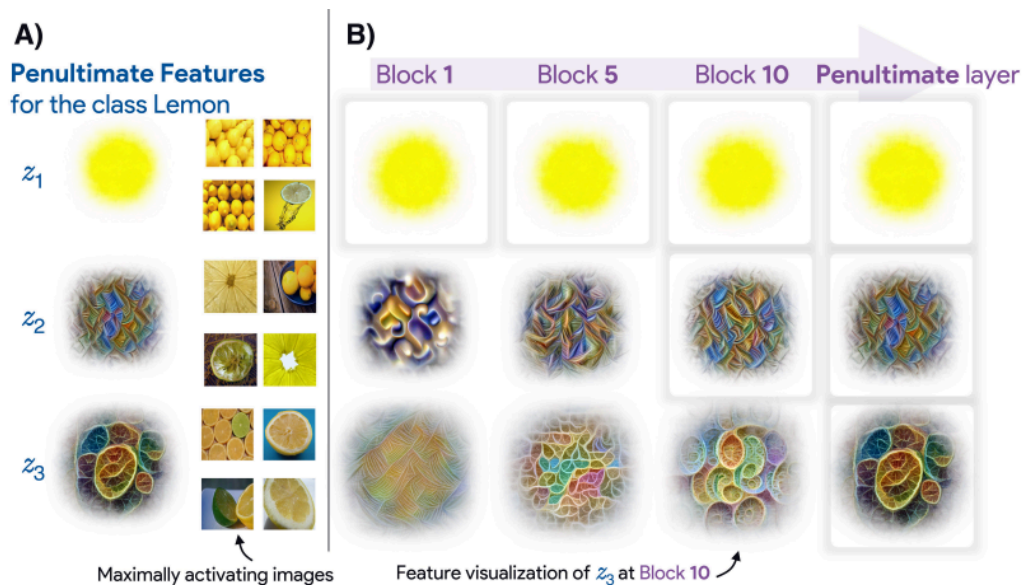 A)
Penultimate Features
for the class Lemon
z₁
z₂
z₃
Maximally activating images
B)
Block 1
Block 5
Block 10
Penultimate layer
Feature visualization of z₃ at Block 10